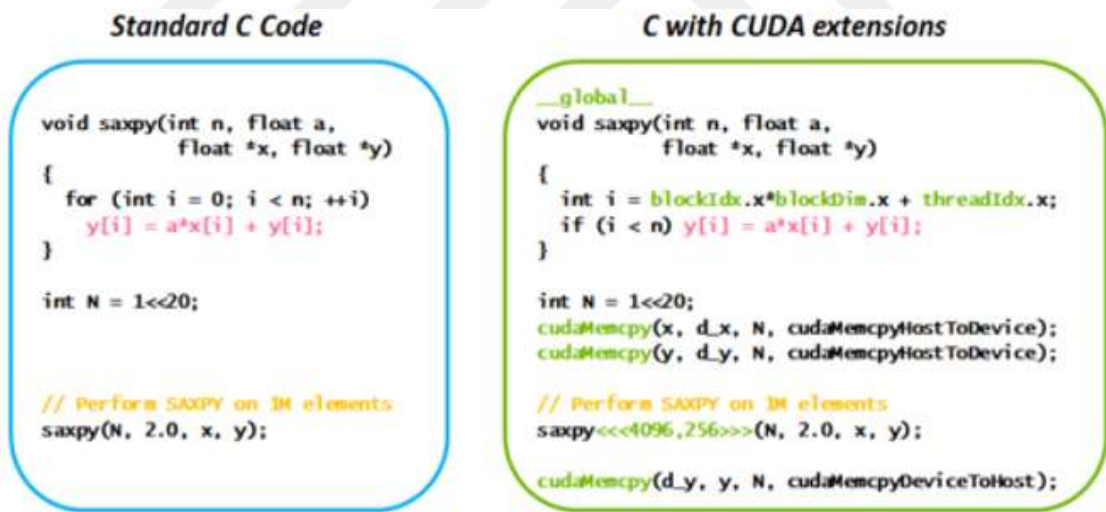 Standard C Code
void saxpy(int n, float a,
float *x, float *y)
{
for (int i = 0; i < n; ++i)
y[i] = a*x[i] + y[i];
}
int N = 1<<20;
// Perform SAXPY on 1M elements
saxpy(N, 2.0, x, y);
C with CUDA extensions
__global__
void saxpy(int n, float a,
float *x, float *y)
{
int i = blockIdx.x*blockDim.x + threadIdx.x;
if (i < n) y[i] = a*x[i] + y[i];
}
int N = 1<<20;
cudaMemcpy(x, d_x, N, cudaMemcpyHostToDevice);
cudaMemcpy(y, d_y, N, cudaMemcpyHostToDevice);
// Perform SAXPY on 1M elements
saxpy<<<4096,256>>>(N, 2.0, x, y);
cudaMemcpy(d_y, y, N, cudaMemcpyDeviceToHost);